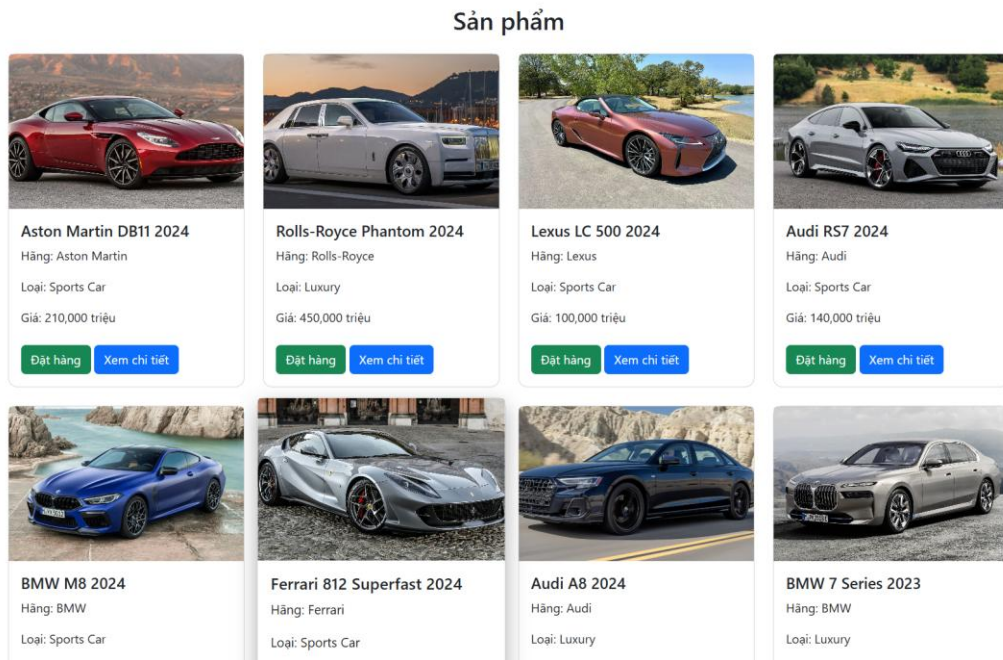 Sản phẩm
Aston Martin DB11 2024
Hãng: Aston Martin
Loại: Sports Car
Giá: 210,000 triệu
Đặt hàng Xem chi tiết
Rolls-Royce Phantom 2024
Hãng: Rolls-Royce
Loại: Luxury
Giá: 450,000 triệu
Đặt hàng Xem chi tiết
Lexus LC 500 2024
Hãng: Lexus
Loại: Sports Car
Giá: 100,000 triệu
Đặt hàng Xem chi tiết
Audi RS7 2024
Hãng: Audi
Loại: Sports Car
Giá: 140,000 triệu
Đặt hàng Xem chi tiết
BMW M8 2024
Hãng: BMW
Loại: Sports Car
Ferrari 812 Superfast 2024
Hãng: Ferrari
Loại: Sports Car
Audi A8 2024
Hãng: Audi
Loại: Luxury
BMW 7 Series 2023
Hãng: BMW
Loại: Luxury